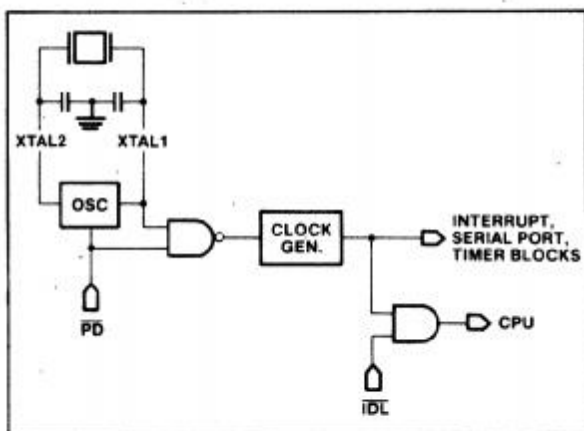 XTAL2
XTAL1
OSC
CLOCK
GEN.
INTERRUPT,
SERIAL PORT,
TIMER BLOCKS
CPU
PD
IDL